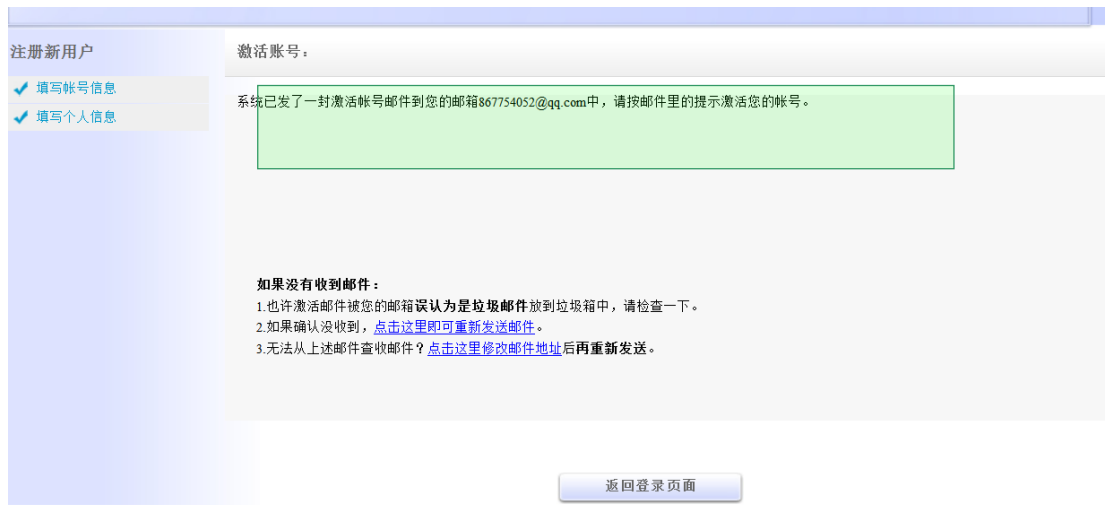 注册新用户
激活账号：
填写帐号信息
填写个人信息
系统已发了一封激活帐号邮件到您的邮箱867754052@qq.com中，请按邮件里的提示激活您的帐号。
如果没有收到邮件：
1.也许激活邮件被您的邮箱误认为是垃圾邮件放到垃圾箱中，请检查一下。
2.如果确认没收到，点击这里即可重新发送邮件。
3.无法从上述邮件查收邮件？点击这里修改邮件地址后再重新发送。
返回登录页面